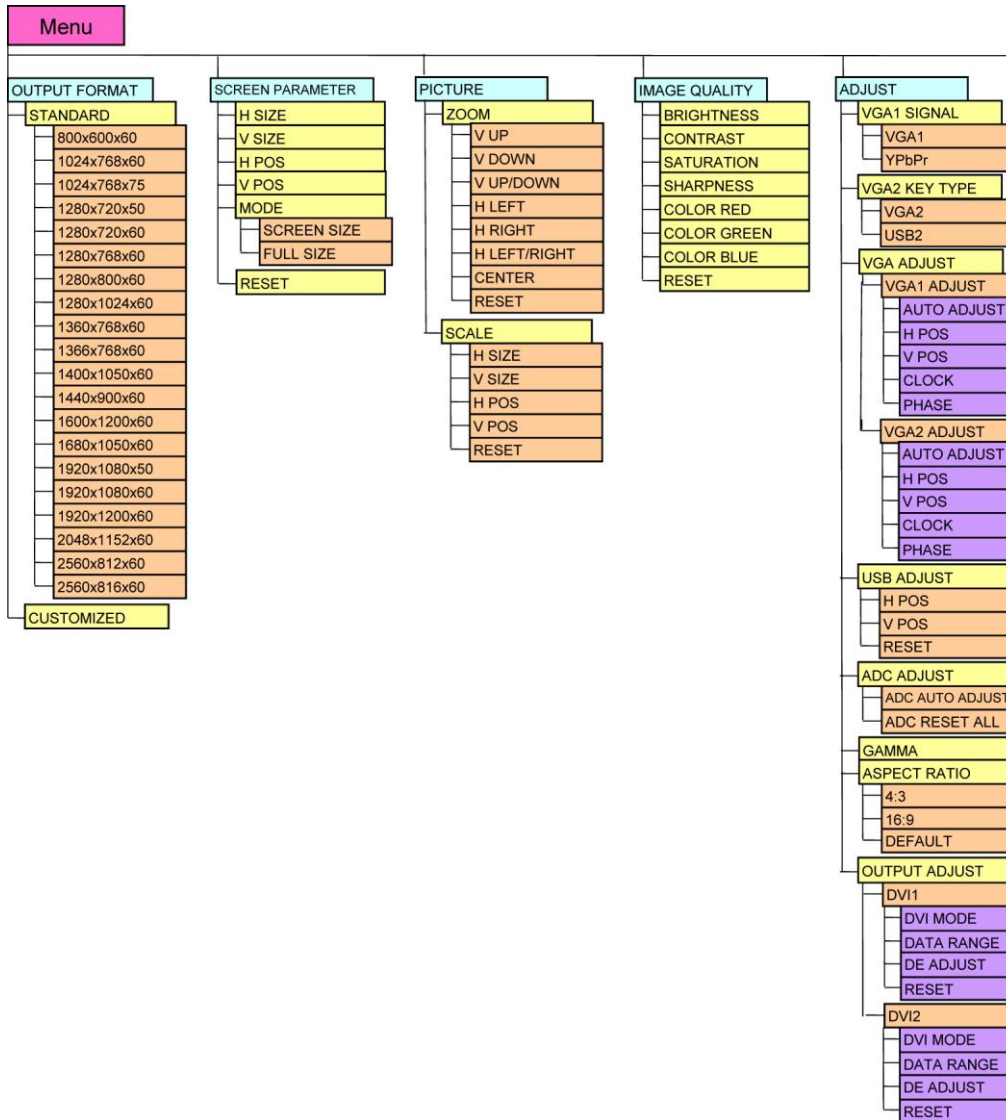 Menu
OUTPUT FORMAT
STANDARD
800x600x60
1024x768x60
1024x768x75
1280x720x50
1280x720x60
1280x768x60
1280x800x60
1280x1024x60
1360x768x60
1366x768x60
1400x1050x60
1440x900x60
1600x1200x60
1680x1050x60
1920x1080x50
1920x1080x60
1920x1200x60
2048x1152x60
2560x812x60
2560x816x60
CUSTOMIZED
SCREEN PARAMETER
H SIZE
V SIZE
H POS
V POS
MODE
SCREEN SIZE
FULL SIZE
RESET
PICTURE
ZOOM
V UP
V DOWN
V UP/DOWN
H LEFT
H RIGHT
H LEFT/RIGHT
CENTER
RESET
SCALE
H SIZE
V SIZE
H POS
V POS
RESET
IMAGE QUALITY
BRIGHTNESS
CONTRAST
SATURATION
SHARPNESS
COLOR RED
COLOR GREEN
COLOR BLUE
RESET
ADJUST
VGA1 SIGNAL
VGA1
YPbPr
VGA2 KEY TYPE
VGA2
USB2
VGA ADJUST
VGA1 ADJUST
AUTO ADJUST
H POS
V POS
CLOCK
PHASE
VGA2 ADJUST
AUTO ADJUST
H POS
V POS
CLOCK
PHASE
USB ADJUST
H POS
V POS
RESET
ADC ADJUST
ADC AUTO ADJUST
ADC RESET ALL
GAMMA
ASPECT RATIO
4:3
16:9
DEFAULT
OUTPUT ADJUST
DVI1
DVI MODE
DATA RANGE
DE ADJUST
RESET
DVI2
DVI MODE
DATA RANGE
DE ADJUST
RESET